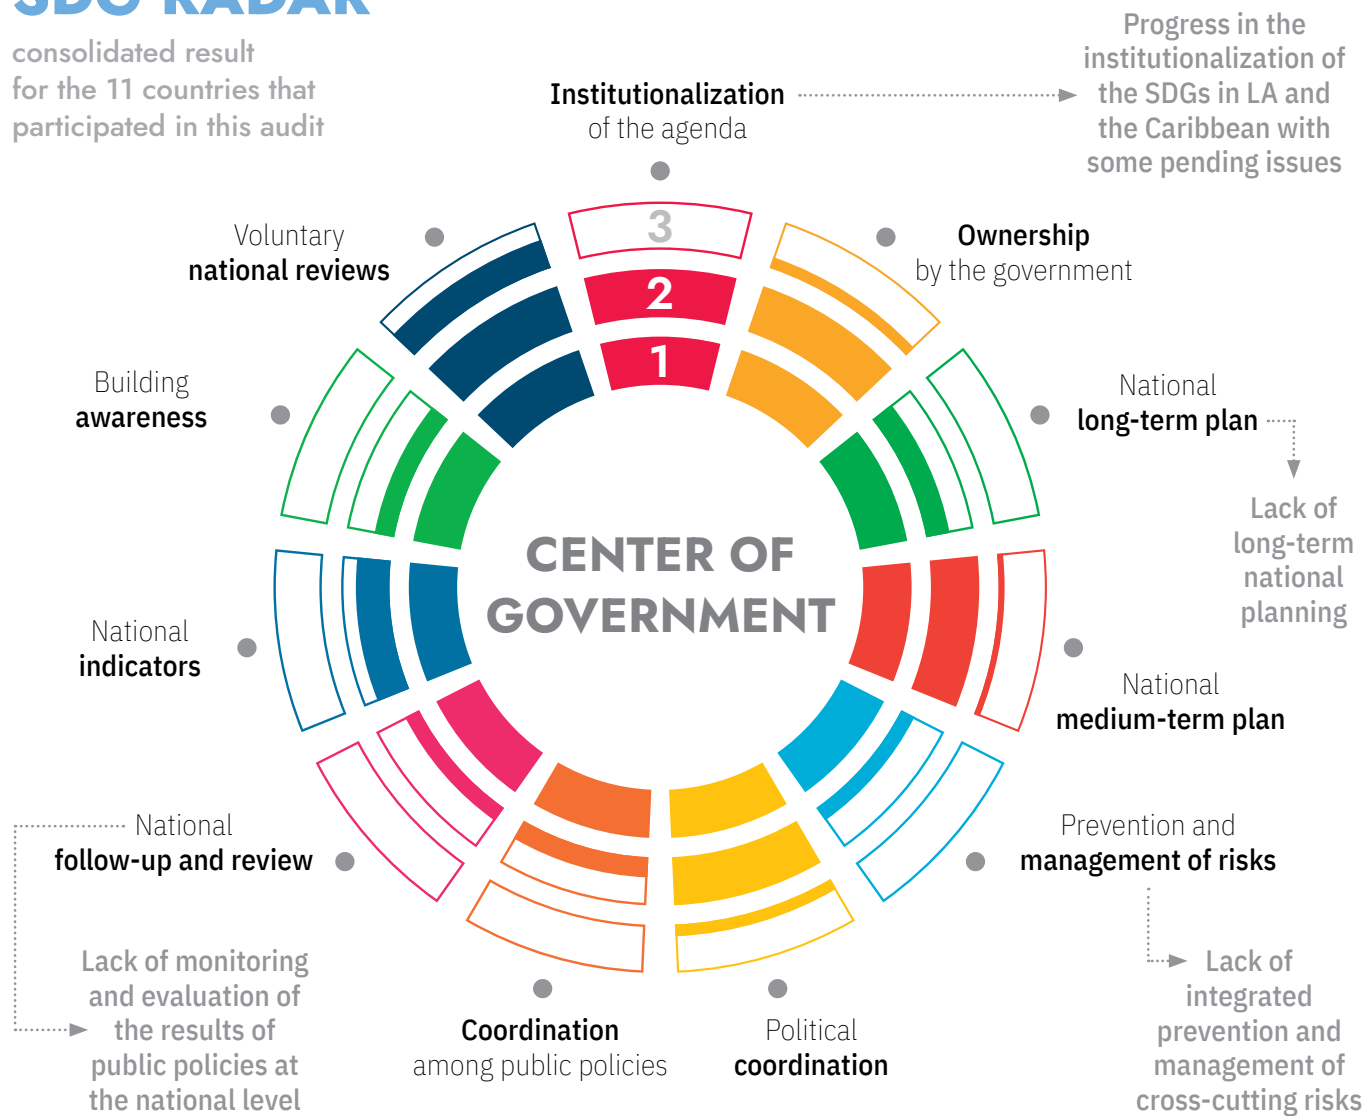 SDG RADAR
consolidated result
for the 11 countries that
participated in this audit
Institutionalization
of the agenda
Progress in the
institutionalization of
the SDGs in LA and
the Caribbean with
some pending issues
Voluntary
national reviews
3
2
1
Ownership
by the government
Building
awareness
National
long-term plan
Lack of
long-term
national
planning
CENTER OF
GOVERNMENT
National
indicators
National
medium-term plan
National
follow-up and review
Prevention and
management of risks
Lack of monitoring
and evaluation of
the results of
public policies at
the national level
Coordination
among public policies
Political
coordination
Lack of
integrated
prevention and
management of
cross-cutting risks